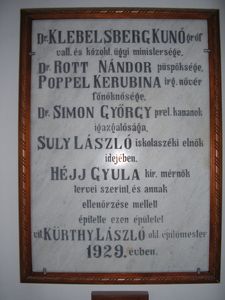 Dr. KLEBELSBERG KUNÓ gróf
vall. és közokt. ügyi minisztersége,
Dr. ROTT NÁNDOR püspöksége,
POPPEL KERUBINA irg. nővér
főnöknősége,
Dr. SIMON GYÖRGY prel. kanonok
igazgatósága,
SULY LÁSZLÓ iskolaszéki elnök
idejében.
HÉJJ GYULA kir. mérnök
tervei szerint, és annak
ellenőrzése mellett
építette ezen épületet
vit. KÜRTHY LÁSZLÓ okl. építőmester
1929. évben.